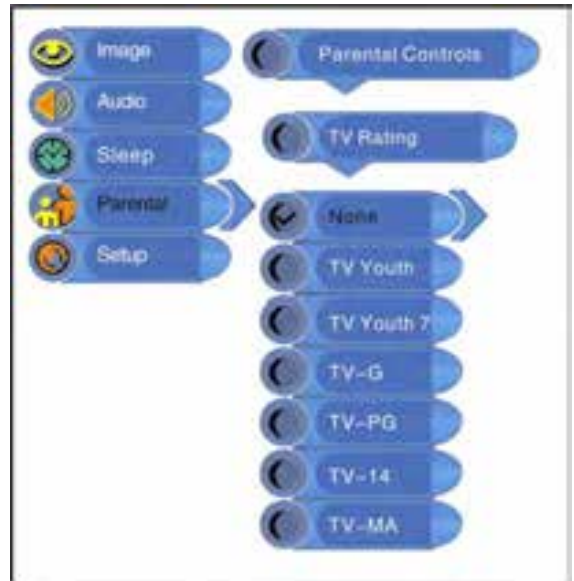 Image
Audio
Sleep
Parental
Setup
Parental Controls
TV Rating
None
TV Youth
TV Youth 7
TV-G
TV-PG
TV-14
TV-MA